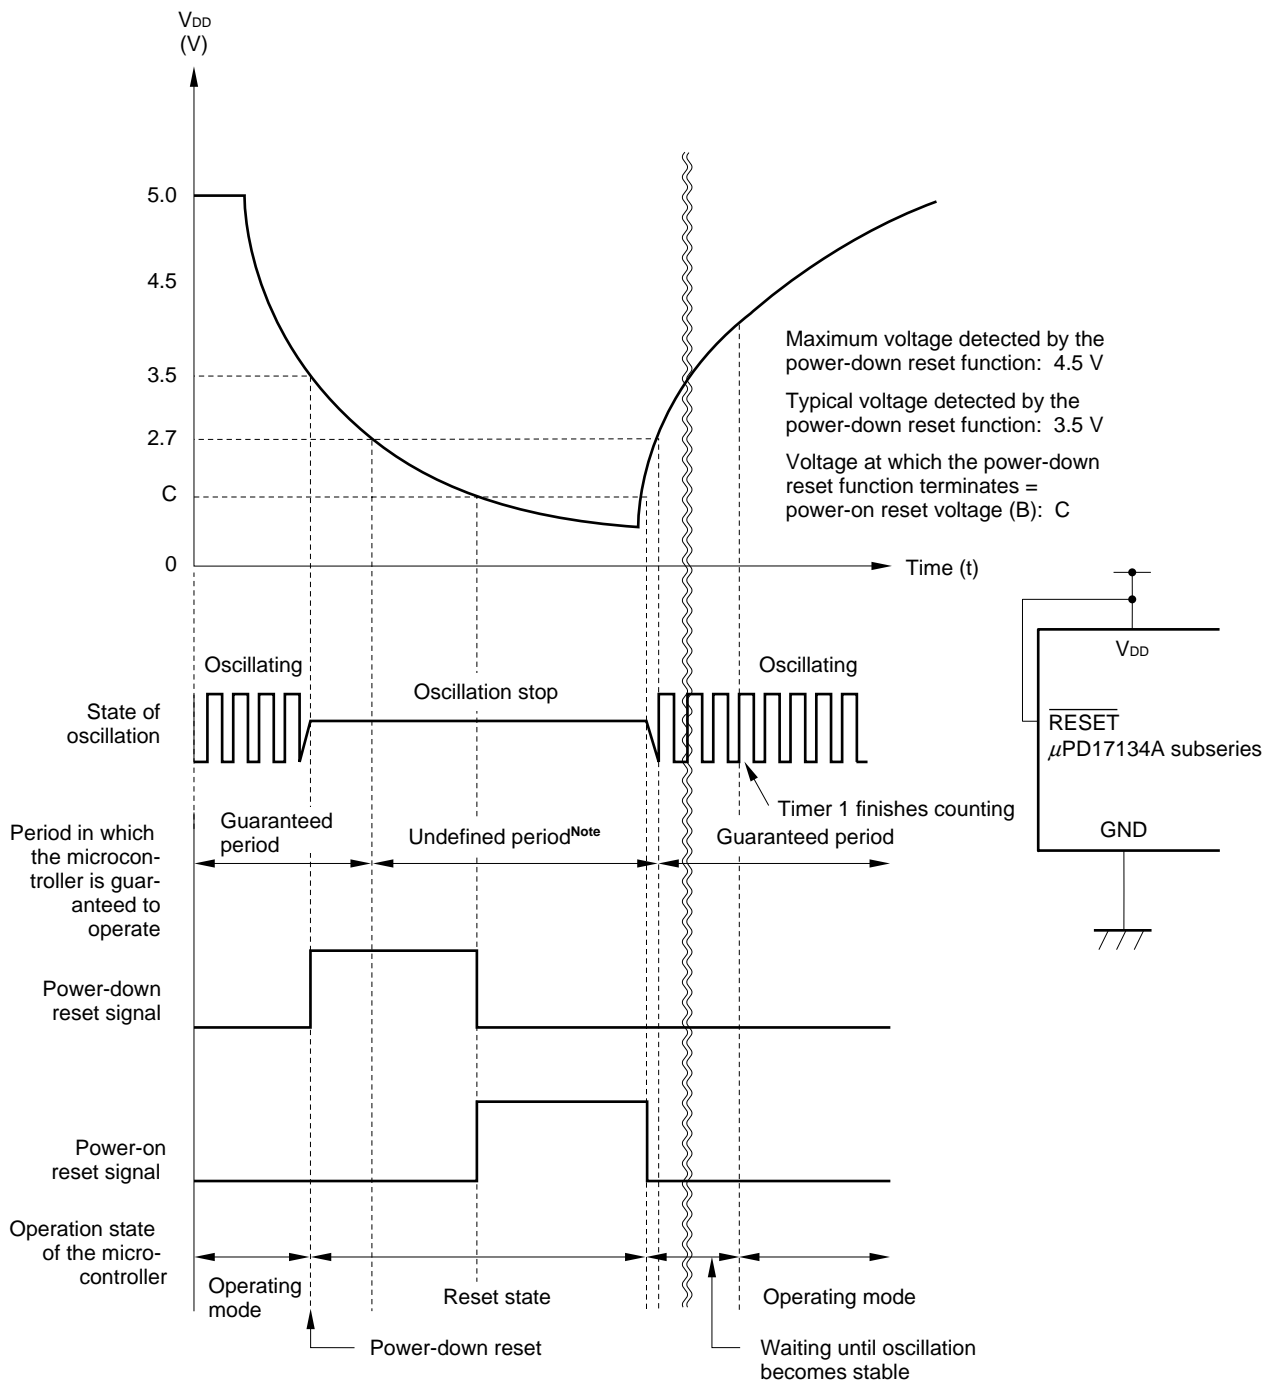 VDD
(V)
5.0
4.5
3.5
2.7
C
0
Maximum voltage detected by the
power-down reset function: 4.5 V
Typical voltage detected by the
power-down reset function: 3.5 V
Voltage at which the power-down
reset function terminates =
power-on reset voltage (B): C
Time (t)
VDD
RESET
µPD17134A subseries
GND
Oscillating
Oscillation stop
Oscillating
State of
oscillation
Timer 1 finishes counting
Period in which
the microcon-
troller is guar-
anteed to
operate
Guaranteed
period
Undefined periodNote
Guaranteed period
Power-down
reset signal
Power-on
reset signal
Operation state
of the micro-
controller
Operating
mode
Reset state
Operating mode
Power-down reset
Waiting until oscillation
becomes stable